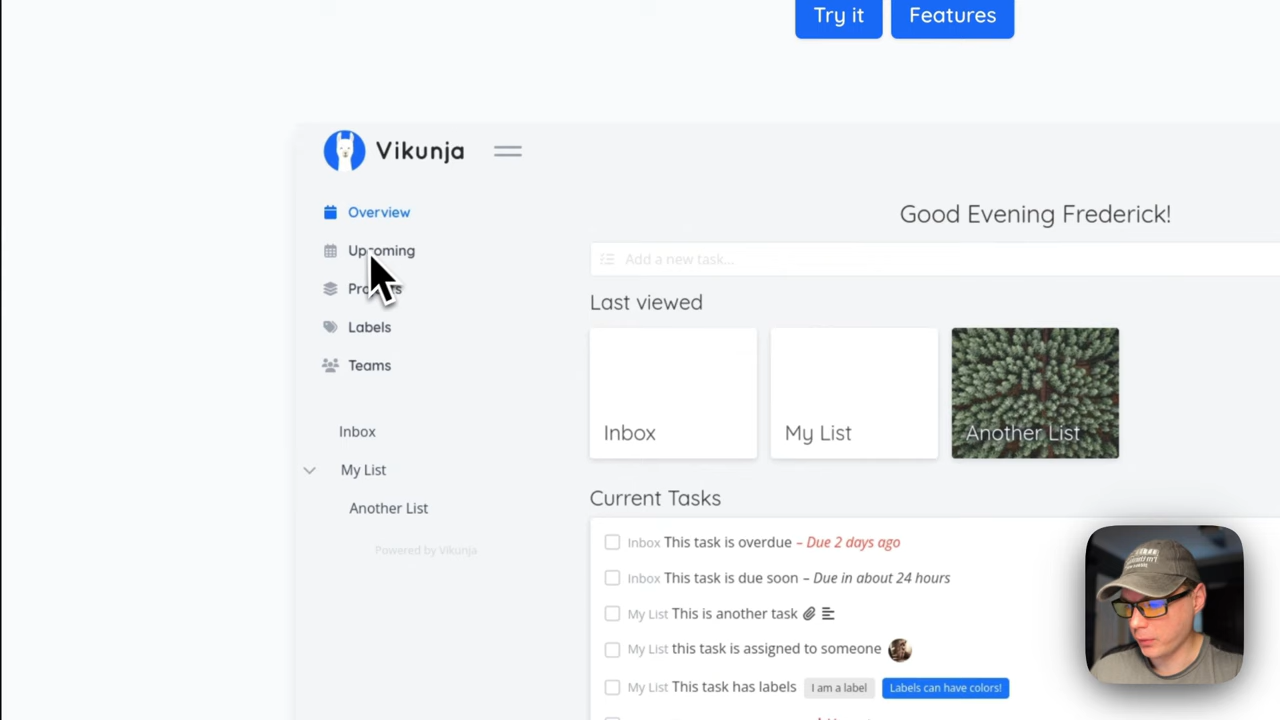 Try it
Features
Vikunja
Overview
Upcoming
Labels
Teams
Inbox
My List
Another List
Powered by Vikunja
Good Evening Frederick!
Add a new task...
Last viewed
Inbox
My List
Another List
Current Tasks
Inbox This task is overdue – Due 2 days ago
Inbox This task is due soon – Due in about 24 hours
My List This is another task
My List this task is assigned to someone
My List This task has labels I am a label Labels can have colors!